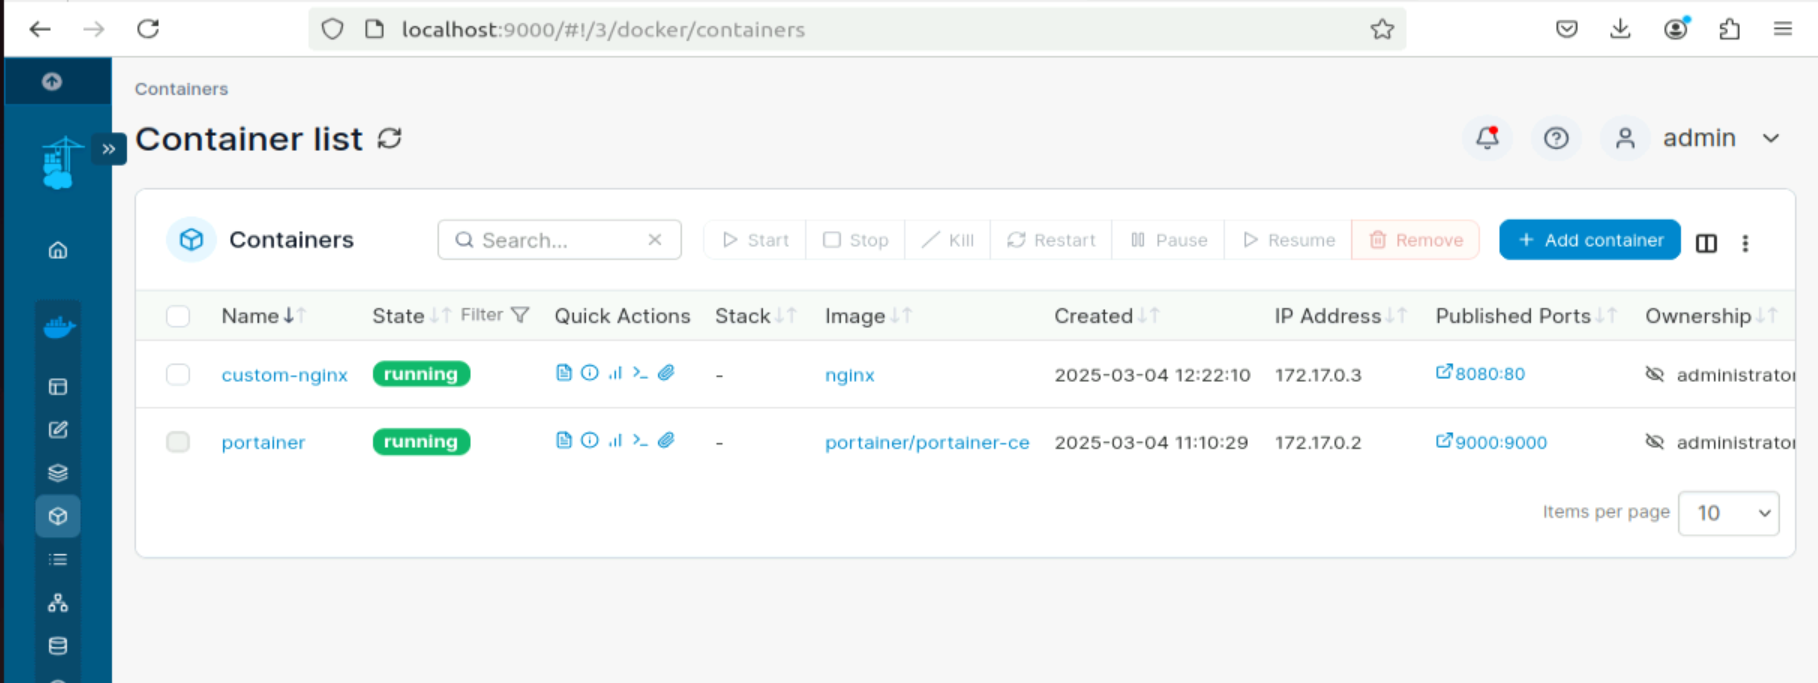 localhost:9000/#!/3/docker/containers
Containers
Container list
admin
Containers Search... Start Stop Kill Restart Pause Resume Remove + Add container
Name State Filter Quick Actions Stack Image Created IP Address Published Ports Ownership
custom-nginx running - nginx 2025-03-04 12:22:10 172.17.0.3 8080:80 administrator
portainer running - portainer/portainer-ce 2025-03-04 11:10:29 172.17.0.2 9000:9000 administrator
Items per page 10